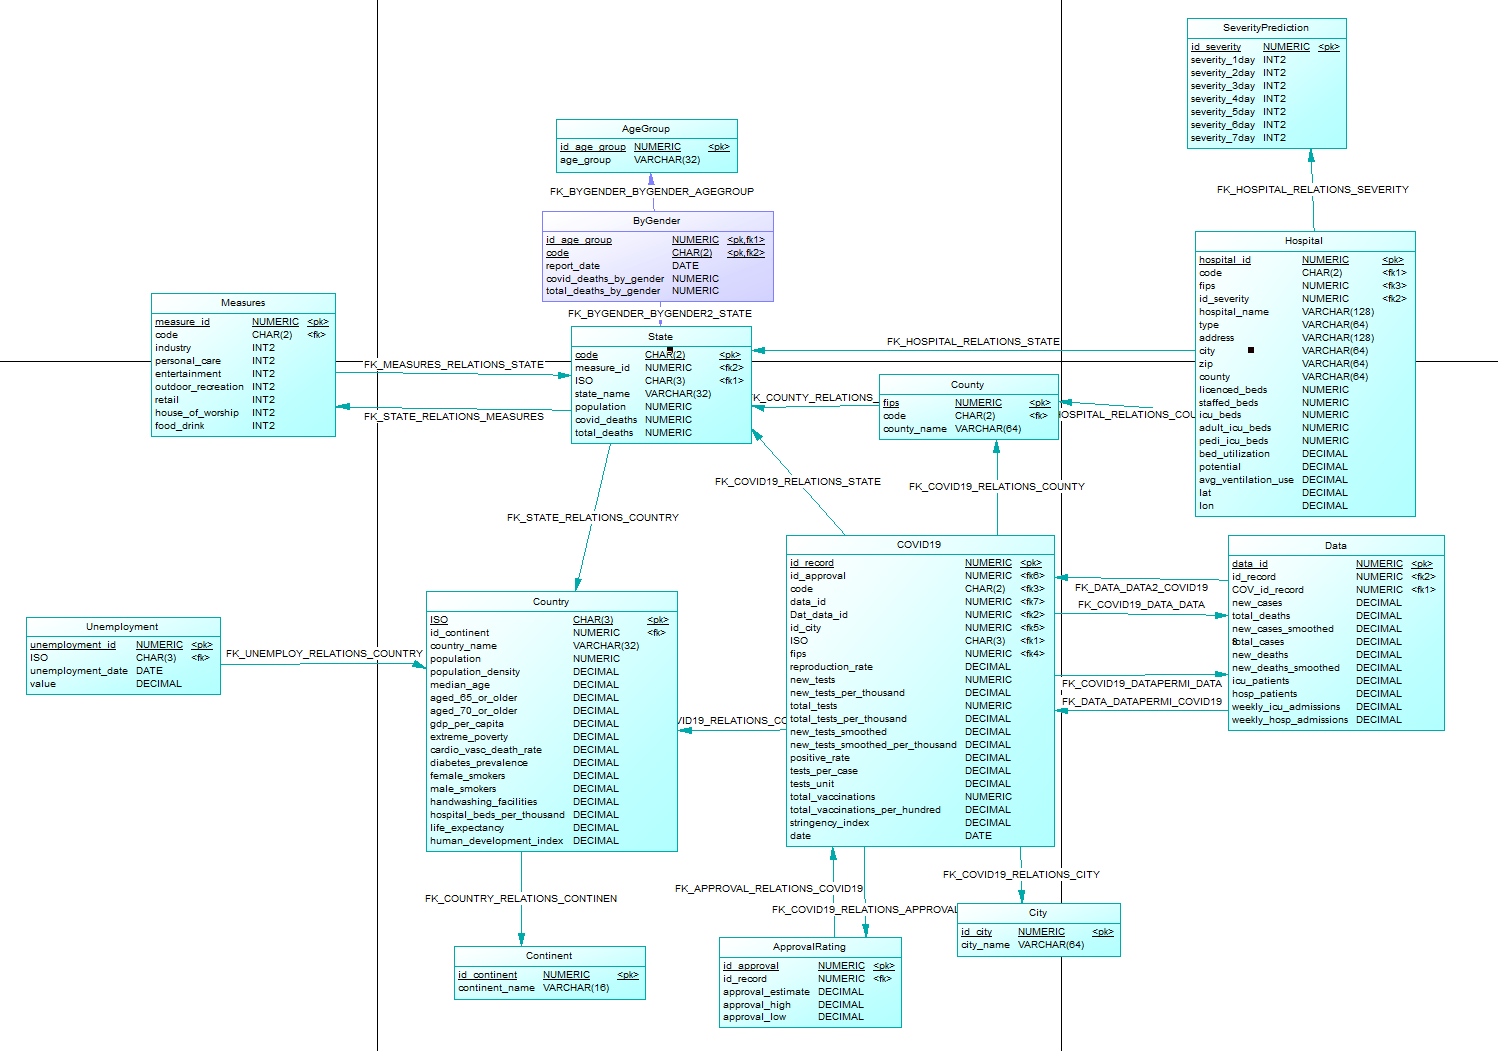 SeverityPrediction
id_severity NUMERIC <pk>
severity_1day INT2
severity_2day INT2
severity_3day INT2
severity_4day INT2
severity_5day INT2
severity_6day INT2
severity_7day INT2
FK_HOSPITAL_RELATIONS_SEVERITY
AgeGroup
id_age_group NUMERIC <pk>
age_group VARCHAR(32)
FK_BYGENDER_BYGENDER_AGEGROUP
ByGender
id_age_group NUMERIC <pk,fk1>
code CHAR(2) <pk,fk2>
report_date DATE
covid_deaths_by_gender NUMERIC
total_deaths_by_gender NUMERIC
FK_BYGENDER_BYGENDER2_STATE
Hospital
hospital_id NUMERIC <pk>
code CHAR(2) <fk1>
fips NUMERIC <fk3>
id_severity NUMERIC <fk2>
hospital_name VARCHAR(128)
type VARCHAR(64)
address VARCHAR(128)
city VARCHAR(64)
zip VARCHAR(64)
county VARCHAR(64)
licenced_beds NUMERIC
staffed_beds NUMERIC
icu_beds NUMERIC
adult_icu_beds NUMERIC
pedi_icu_beds NUMERIC
bed_utilization DECIMAL
potential DECIMAL
avg_ventilation_use DECIMAL
lat DECIMAL
lon DECIMAL
Measures
measure_id NUMERIC <pk>
code CHAR(2) <fk>
industry INT2
personal_care INT2
entertainment INT2
outdoor_recreation INT2
retail INT2
house_of_worship INT2
food_drink INT2
FK_MEASURES_RELATIONS_STATE
FK_STATE_RELATIONS_MEASURES
State
code CHAR(2) <pk>
measure_id NUMERIC <fk2>
ISO CHAR(3) <fk1>
state_name VARCHAR(32)
population NUMERIC
covid_deaths NUMERIC
total_deaths NUMERIC
FK_HOSPITAL_RELATIONS_STATE
K_COUNTY_RELATIONS_
County
fips NUMERIC <pk>
code CHAR(2) <fk>
county_name VARCHAR(64)
HOSPITAL_RELATIONS_COU
FK_COVID19_RELATIONS_STATE
FK_COVID19_RELATIONS_COUNTY
FK_STATE_RELATIONS_COUNTRY
COVID19
id_record NUMERIC <pk>
id_approval NUMERIC <fk6>
code CHAR(2) <fk3>
data_id NUMERIC <fk7>
Dat_data_id NUMERIC <fk2>
id_city NUMERIC <fk5>
ISO CHAR(3) <fk1>
fips NUMERIC <fk4>
reproduction_rate DECIMAL
new_tests NUMERIC
new_tests_per_thousand DECIMAL
total_tests NUMERIC
total_tests_per_thousand DECIMAL
new_tests_smoothed DECIMAL
new_tests_smoothed_per_thousand DECIMAL
positive_rate DECIMAL
tests_per_case DECIMAL
tests_unit DECIMAL
total_vaccinations NUMERIC
total_vaccinations_per_hundred DECIMAL
stringency_index DECIMAL
date DATE
Data
data_id NUMERIC <pk>
id_record NUMERIC <fk2>
COV_id_record NUMERIC <fk1>
new_cases DECIMAL
total_deaths DECIMAL
new_cases_smoothed DECIMAL
total_cases DECIMAL
new_deaths DECIMAL
new_deaths_smoothed DECIMAL
icu_patients DECIMAL
hosp_patients DECIMAL
weekly_icu_admissions DECIMAL
weekly_hosp_admissions DECIMAL
FK_DATA_DATA2_COVID19
FK_COVID19_DATA_DATA
FK_COVID19_DATAPERMI_DATA
FK_DATA_DATAPERMI_COVID19
Country
ISO CHAR(3) <pk>
id_continent NUMERIC <fk>
country_name VARCHAR(32)
population NUMERIC
population_density DECIMAL
median_age DECIMAL
aged_65_or_older DECIMAL
aged_70_or_older DECIMAL
gdp_per_capita DECIMAL
extreme_poverty DECIMAL
cardio_vasc_death_rate DECIMAL
diabetes_prevalence DECIMAL
female_smokers DECIMAL
male_smokers DECIMAL
handwashing_facilities DECIMAL
hospital_beds_per_thousand DECIMAL
life_expectancy DECIMAL
human_development_index DECIMAL
Unemployment
unemployment_id NUMERIC <pk>
ISO CHAR(3) <fk>
unemployment_date DATE
value DECIMAL
FK_UNEMPLOY_RELATIONS_COUNTRY
VID19_RELATIONS_CO
FK_COUNTRY_RELATIONS_CONTINEN
FK_APPROVAL_RELATIONS_COVID19
FK_COVID19_RELATIONS_APPROVAL
FK_COVID19_RELATIONS_CITY
City
id_city NUMERIC <pk>
city_name VARCHAR(64)
Continent
id_continent NUMERIC <pk>
continent_name VARCHAR(16)
ApprovalRating
id_approval NUMERIC <pk>
id_record NUMERIC <fk>
approval_estimate DECIMAL
approval_high DECIMAL
approval_low DECIMAL